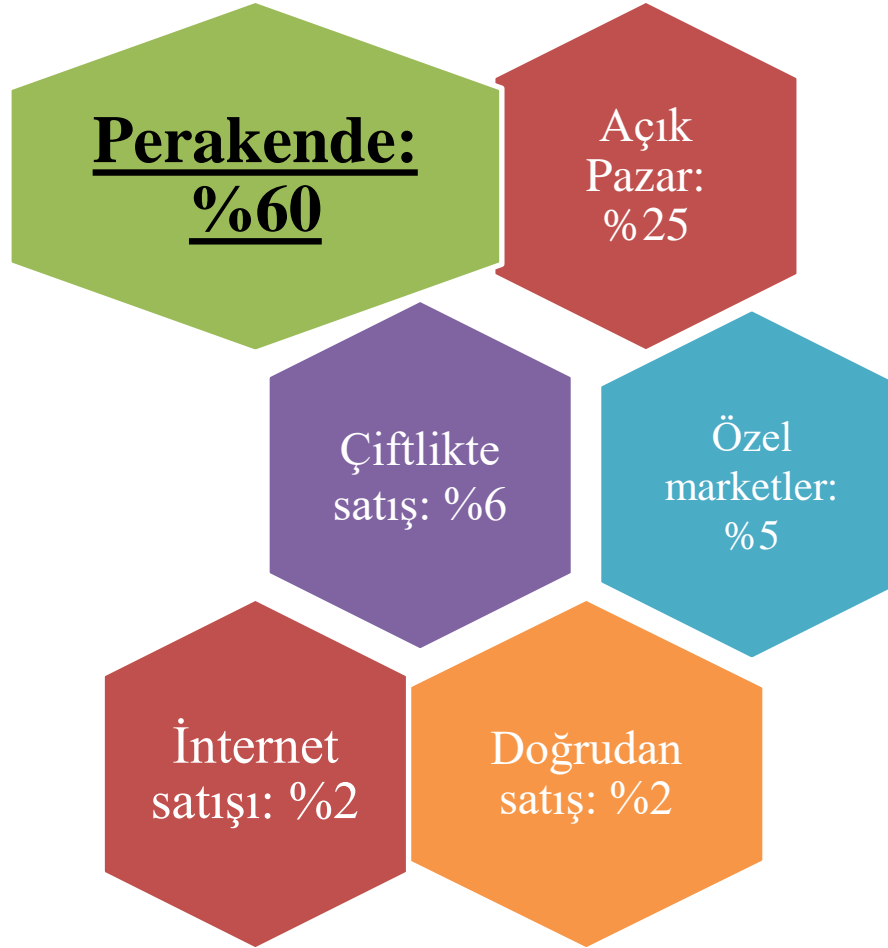 Perakende:
%60
Açık
Pazar:
%25
Çiftlikte
satış: %6
Özel
marketler:
%5
İnternet
satışı: %2
Doğrudan
satış: %2